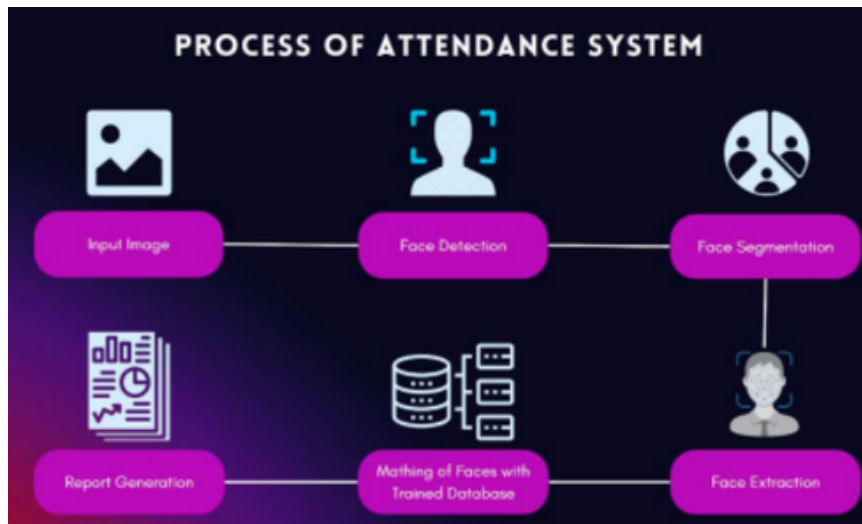 PROCESS OF ATTENDANCE SYSTEM
Input Image
Face Detection
Face Segmentation
Report Generation
Mathing of Faces with
Trained Database
Face Extraction